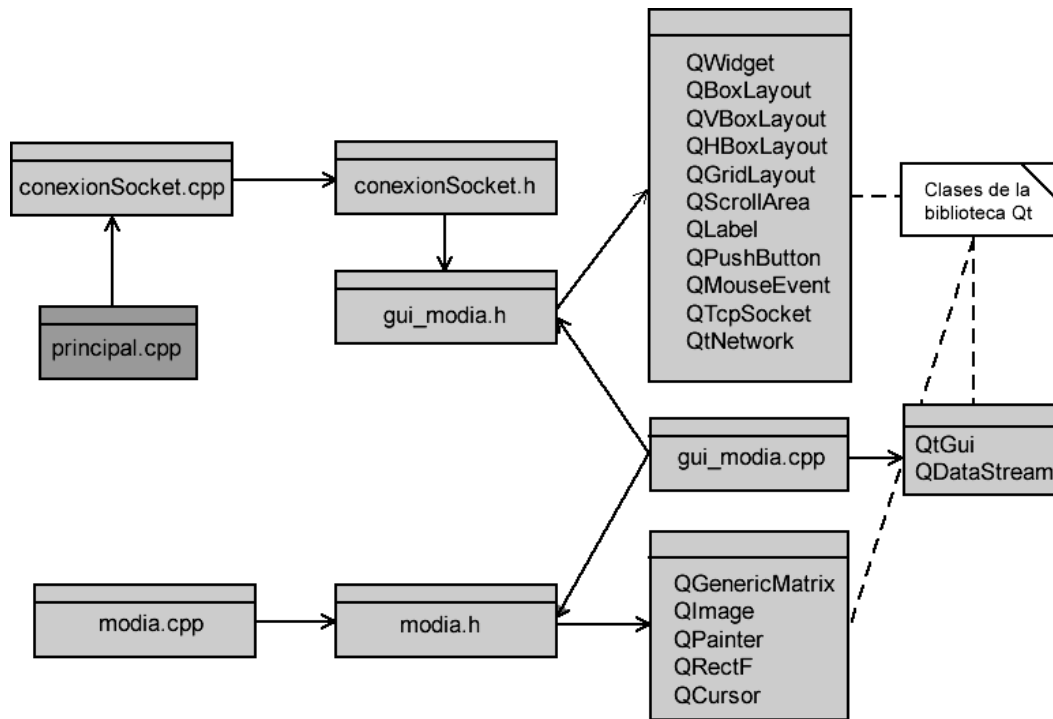 conexionSocket.cpp
conexionSocket.h
QWidget
QBoxLayout
QVBoxLayout
QHBoxLayout
QGridLayout
QScrollArea
QLabel
QPushButton
QMouseEvent
QTcpSocket
QtNetwork
Clases de la
biblioteca Qt
principal.cpp
gui_modia.h
gui_modia.cpp
QtGui
QDataStream
modia.cpp
modia.h
QGenericMatrix
QImage
QPainter
QRectF
QCursor